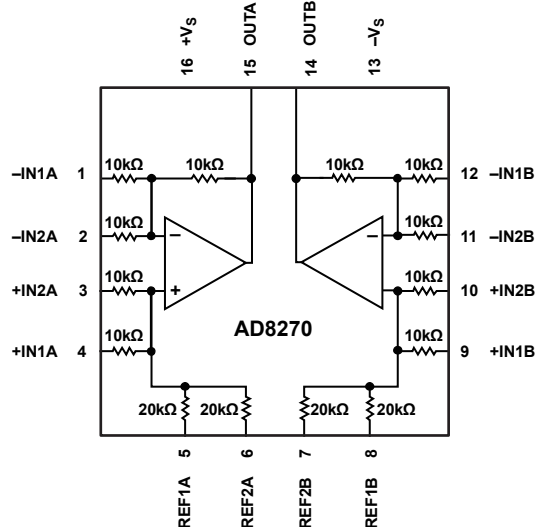 +VS
OUTA
OUTB
–VS
16
15
14
13
–IN1A 1 10kΩ 10kΩ 10kΩ 10kΩ 12 –IN1B
–IN2A 2 10kΩ 10kΩ 11 –IN2B
– –
+IN2A 3 10kΩ 10kΩ 10 +IN2B
+
AD8270
+IN1A 4 10kΩ 10kΩ 9 +IN1B
20kΩ 20kΩ 20kΩ 20kΩ
5
6
7
8
REF1A
REF2A
REF2B
REF1B